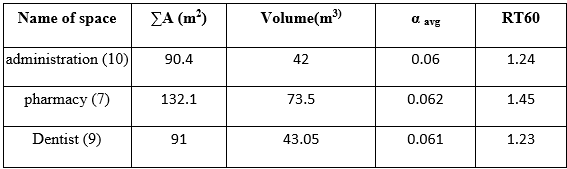 Name of space ∑A (m²) Volume(m³) α avg RT60
administration (10) 90.4 42 0.06 1.24
pharmacy (7) 132.1 73.5 0.062 1.45
Dentist (9) 91 43.05 0.061 1.23